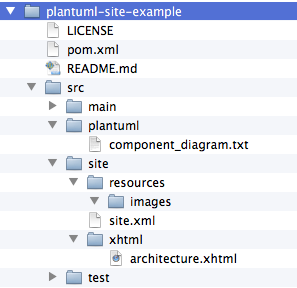 plantuml-site-example
LICENSE
pom.xml
README.md
src
main
plantuml
component_diagram.txt
site
resources
images
site.xml
xhtml
architecture.xhtml
test